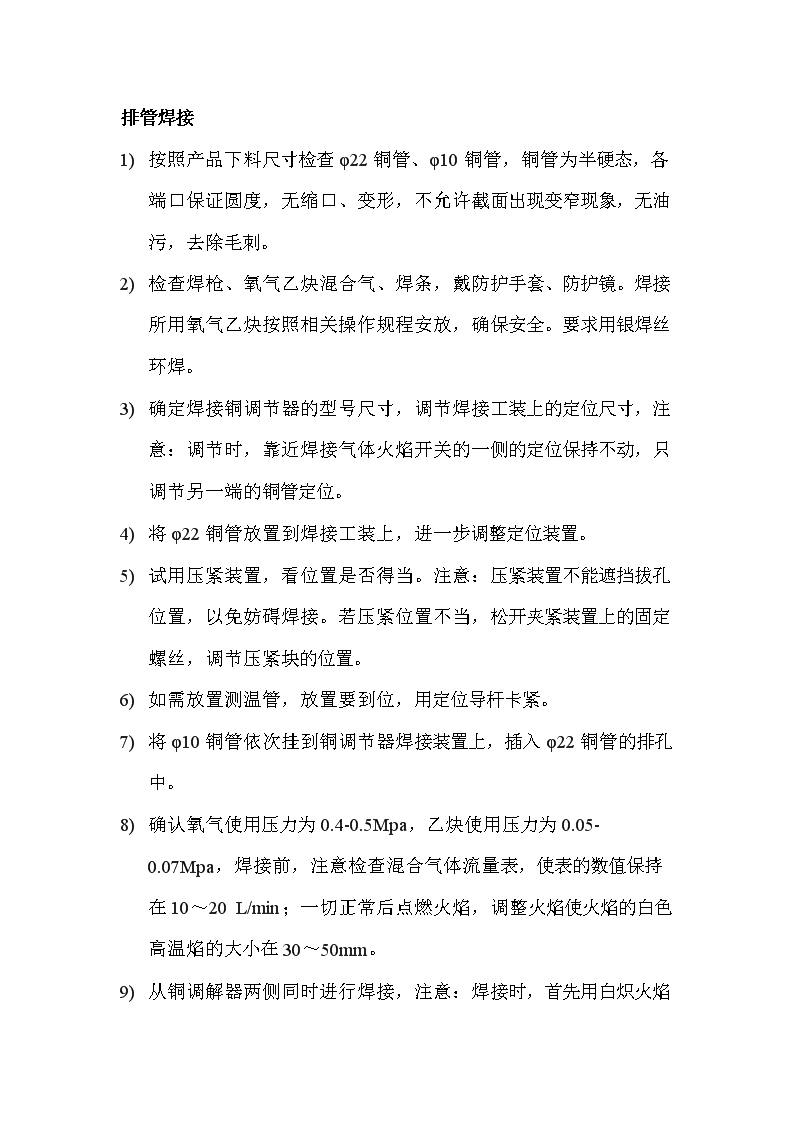 排管焊接
1) 按照产品下料尺寸检查φ22 铜管、φ10 铜管，铜管为半硬态，各
端口保证圆度，无缩口、变形，不允许截面出现变窄现象，无油
污，去除毛刺。
2) 检查焊枪、氧气乙炔混合气、焊条，戴防护手套、防护镜。焊接
所用氧气乙炔按照相关操作规程安放，确保安全。要求用银焊丝
环焊。
3) 确定焊接铜调节器的型号尺寸，调节焊接工装上的定位尺寸，注
意：调节时，靠近焊接气体火焰开关的一侧的定位保持不动，只
调节另一端的铜管定位。
4) 将φ22 铜管放置到焊接工装上，进一步调整定位装置。
5) 试用压紧装置，看位置是否得当。注意：压紧装置不能遮挡拔孔
位置，以免妨碍焊接。若压紧位置不当，松开夹紧装置上的固定
螺丝，调节压紧块的位置。
6) 如需放置测温管，放置要到位，用定位导杆卡紧。
7) 将φ10 铜管依次挂到铜调节器焊接装置上，插入φ22 铜管的排孔
中。
8) 确认氧气使用压力为 0.4-0.5Mpa，乙炔使用压力为 0.05-
0.07Mpa，焊接前，注意检查混合气体流量表，使表的数值保持
在 10～20 L/min；一切正常后点燃火焰，调整火焰使火焰的白色
高温焰的大小在 30～50mm。
9) 从铜调解器两侧同时进行焊接，注意：焊接时，首先用白炽火焰